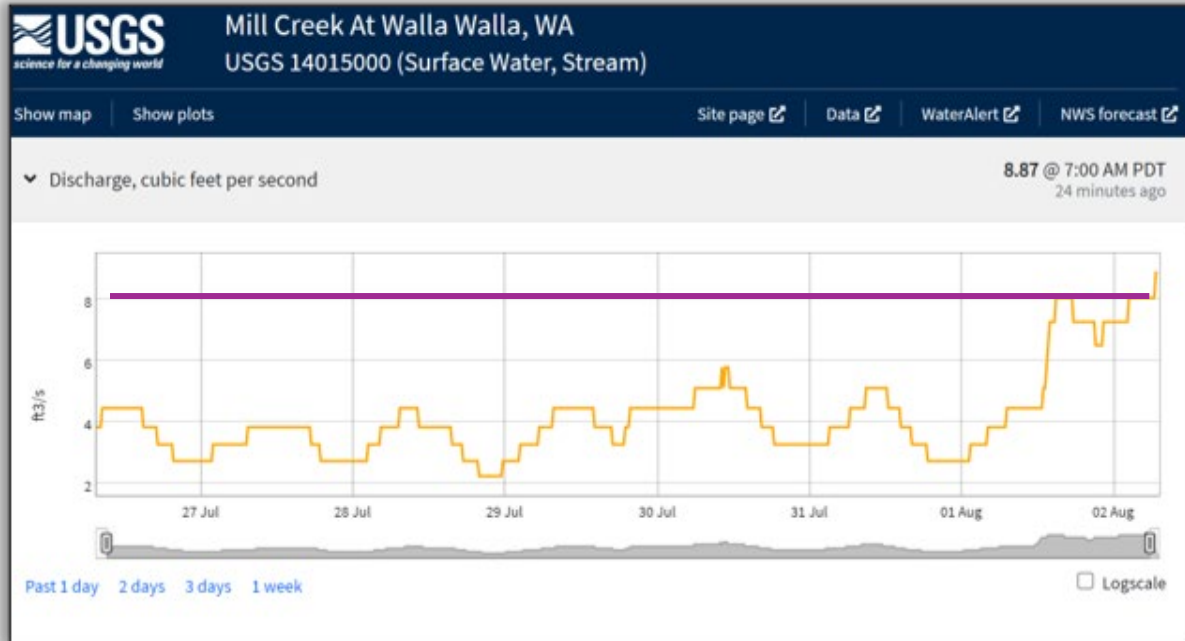 USGS
science for a changing world
Mill Creek At Walla Walla, WA
USGS 14015000 (Surface Water, Stream)
Show map Show plots Site page Data WaterAlert NWS forecast
Discharge, cubic feet per second
8.87 @ 7:00 AM PDT
24 minutes ago
8
6
4
2
ft3/s
27 Jul 28 Jul 29 Jul 30 Jul 31 Jul 01 Aug 02 Aug
Past 1 day 2 days 3 days 1 week
Logscale